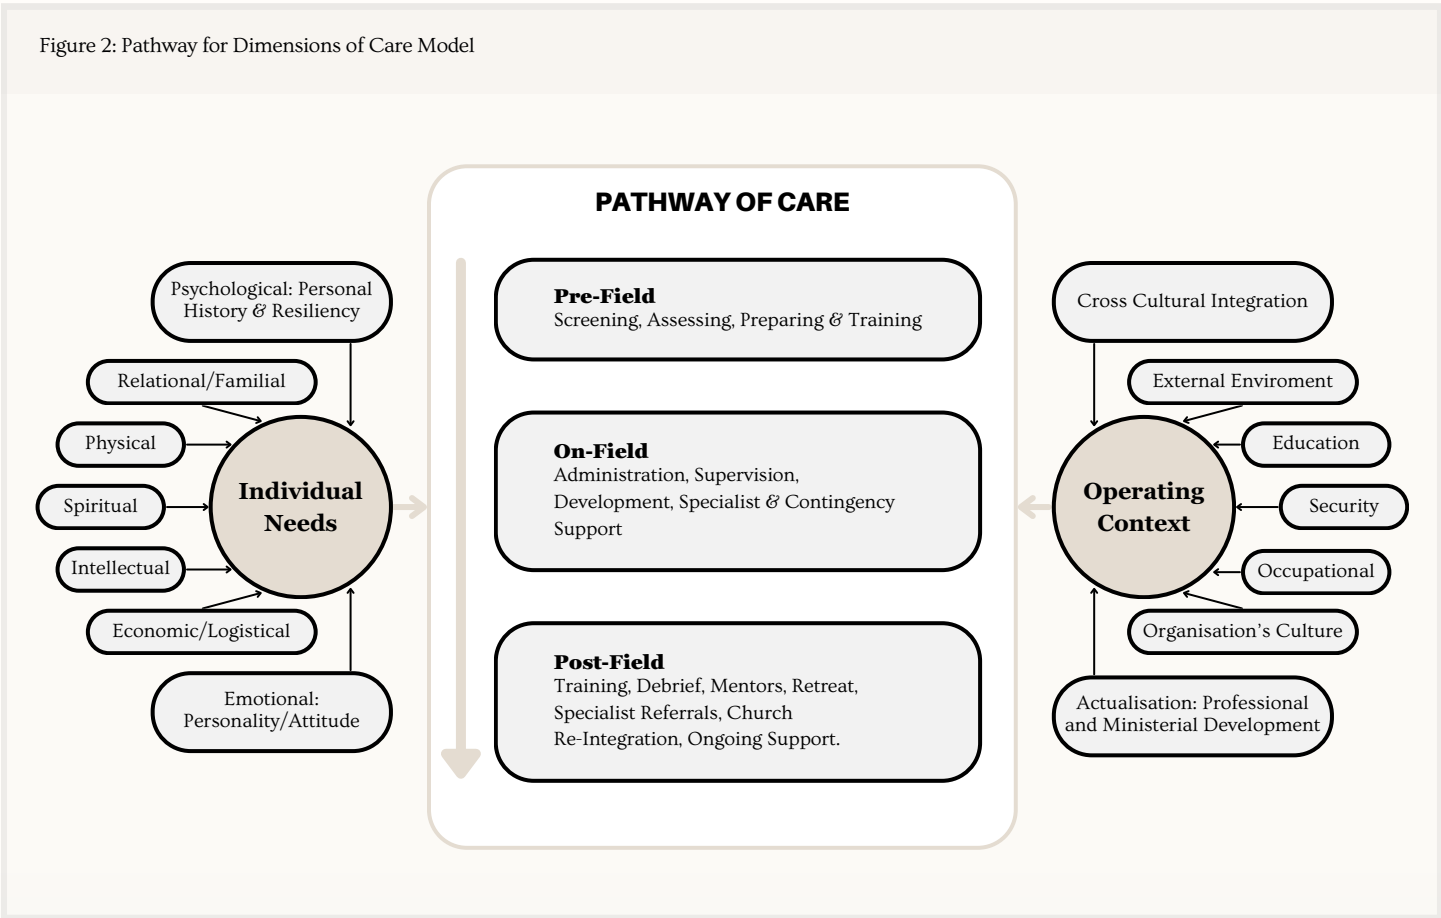 Figure 2: Pathway for Dimensions of Care Model
PATHWAY OF CARE
Psychological: Personal
History & Resiliency
Relational/Familial
Physical
Spiritual
Intellectual
Economic/Logistical
Emotional:
Personality/Attitude
Individual
Needs
Pre-Field
Screening, Assessing, Preparing & Training
On-Field
Administration, Supervision,
Development, Specialist & Contingency
Support
Post-Field
Training, Debrief, Mentors, Retreat,
Specialist Referrals, Church
Re-Integration, Ongoing Support.
Cross Cultural Integration
External Enviroment
Education
Security
Occupational
Organisation's Culture
Actualisation: Professional
and Ministerial Development
Operating
Context